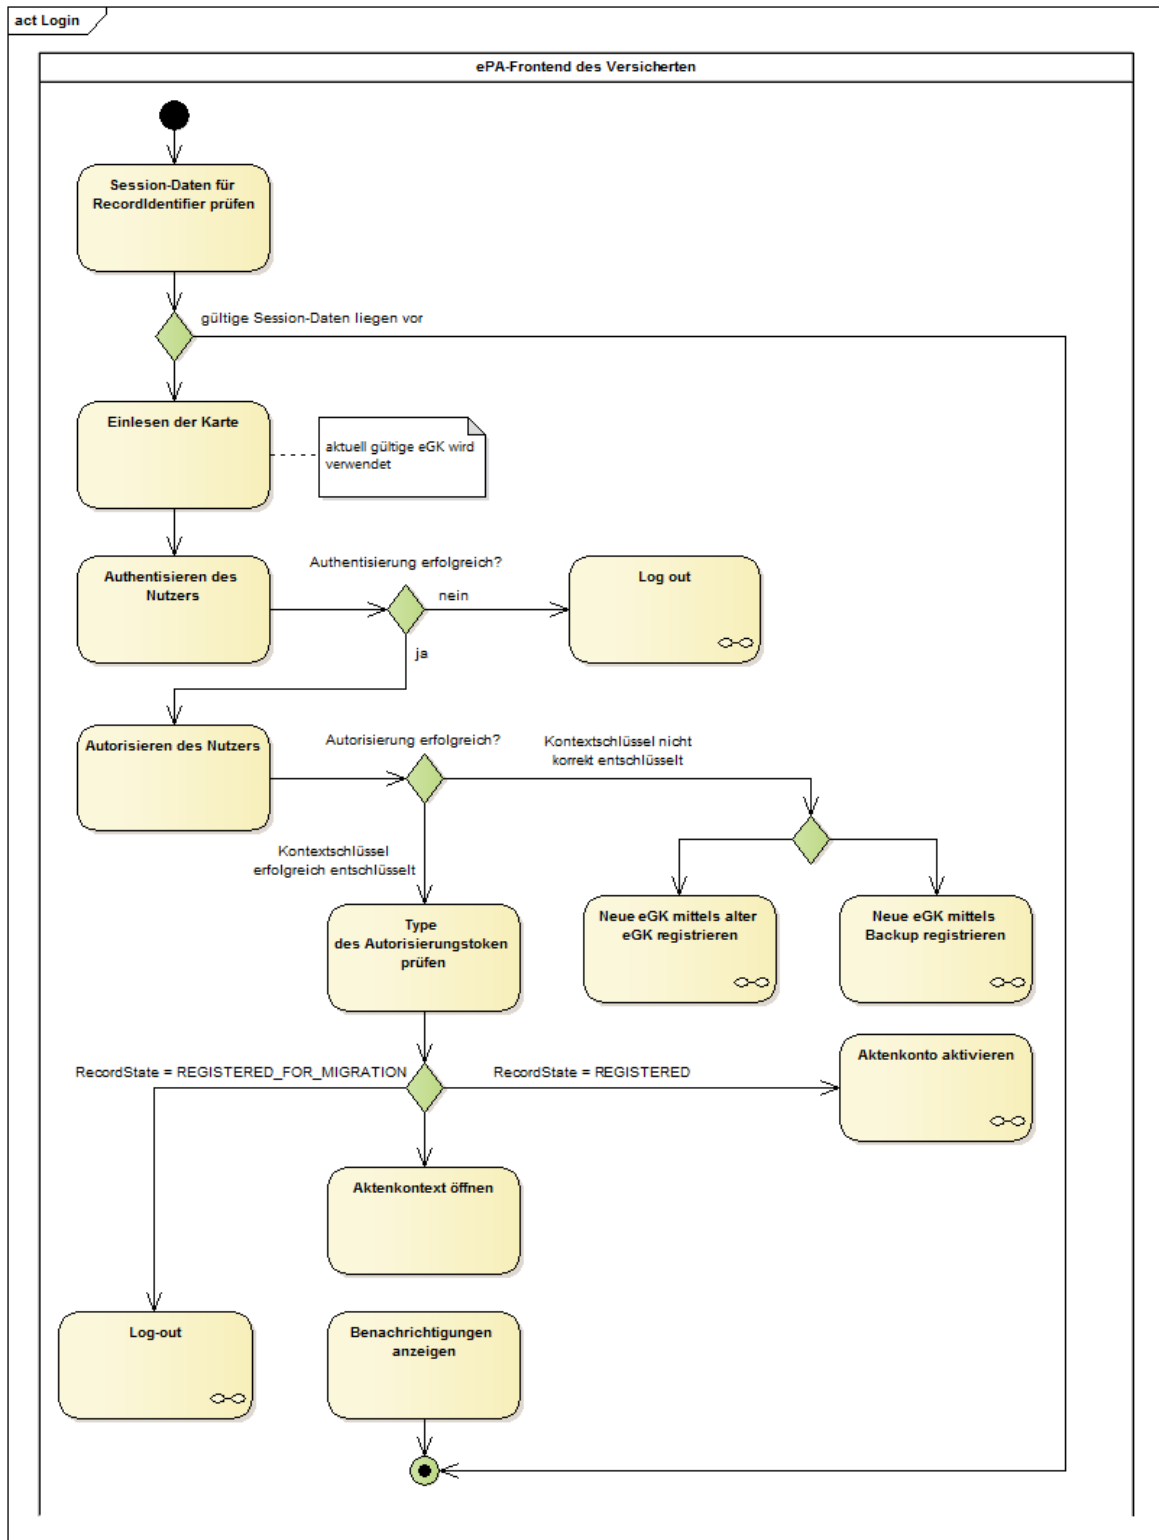 act Login
ePA-Frontend des Versicherten
Session-Daten für
RecordIdentifier prüfen
gültige Session-Daten liegen vor
Einlesen der Karte
aktuell gültige eGK wird
verwendet
Authentisieren des
Nutzers
Authentisierung erfolgreich?
nein
Log out
ja
Autorisieren des Nutzers
Autorisierung erfolgreich?
Kontextschlüssel nicht
korrekt entschlüsselt
Kontextschlüssel
erfolgreich entschlüsselt
Neue eGK mittels alter
eGK registrieren
Neue eGK mittels
Backup registrieren
Type
des Autorisierungstoken
prüfen
RecordState = REGISTERED_FOR_MIGRATION
RecordState = REGISTERED
Aktenkonto aktivieren
Aktenkontext öffnen
Log-out
Benachrichtigungen
anzeigen